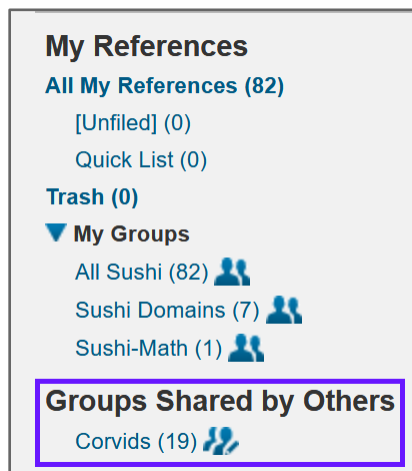 My References
All My References (82)
[Unfiled] (0)
Quick List (0)
Trash (0)
My Groups
All Sushi (82)
Sushi Domains (7)
Sushi-Math (1)
Groups Shared by Others
Corvids (19)